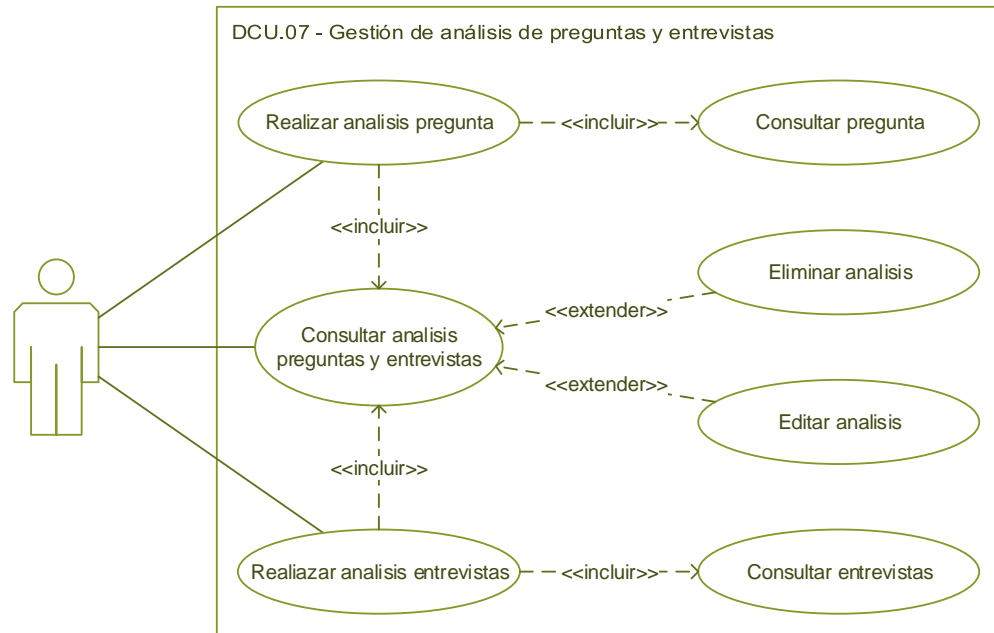 DCU.07 - Gestión de análisis de preguntas y entrevistas
Realizar analisis pregunta
<<incluir>>
Consultar pregunta
<<incluir>>
Eliminar analisis
<<extender>>
Consultar analisis
preguntas y entrevistas
<<extender>>
Editar analisis
<<incluir>>
Realiazar analisis entrevistas
<<incluir>>
Consultar entrevistas